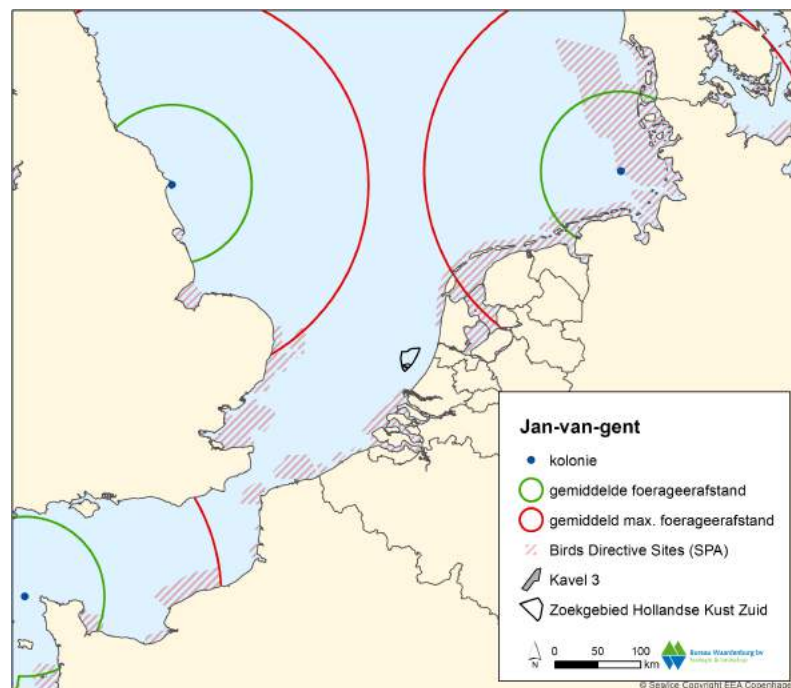 Jan-van-gent
kolonie
gemiddelde foerageerafstand
gemiddeld max. foerageerafstand
Birds Directive Sites (SPA)
Kavel 3
Zoekgebied Hollandse Kust Zuid
N
0 50 100
km
Bureau Waardenburg bv
© Seaiice Copyright EEA Copenhage